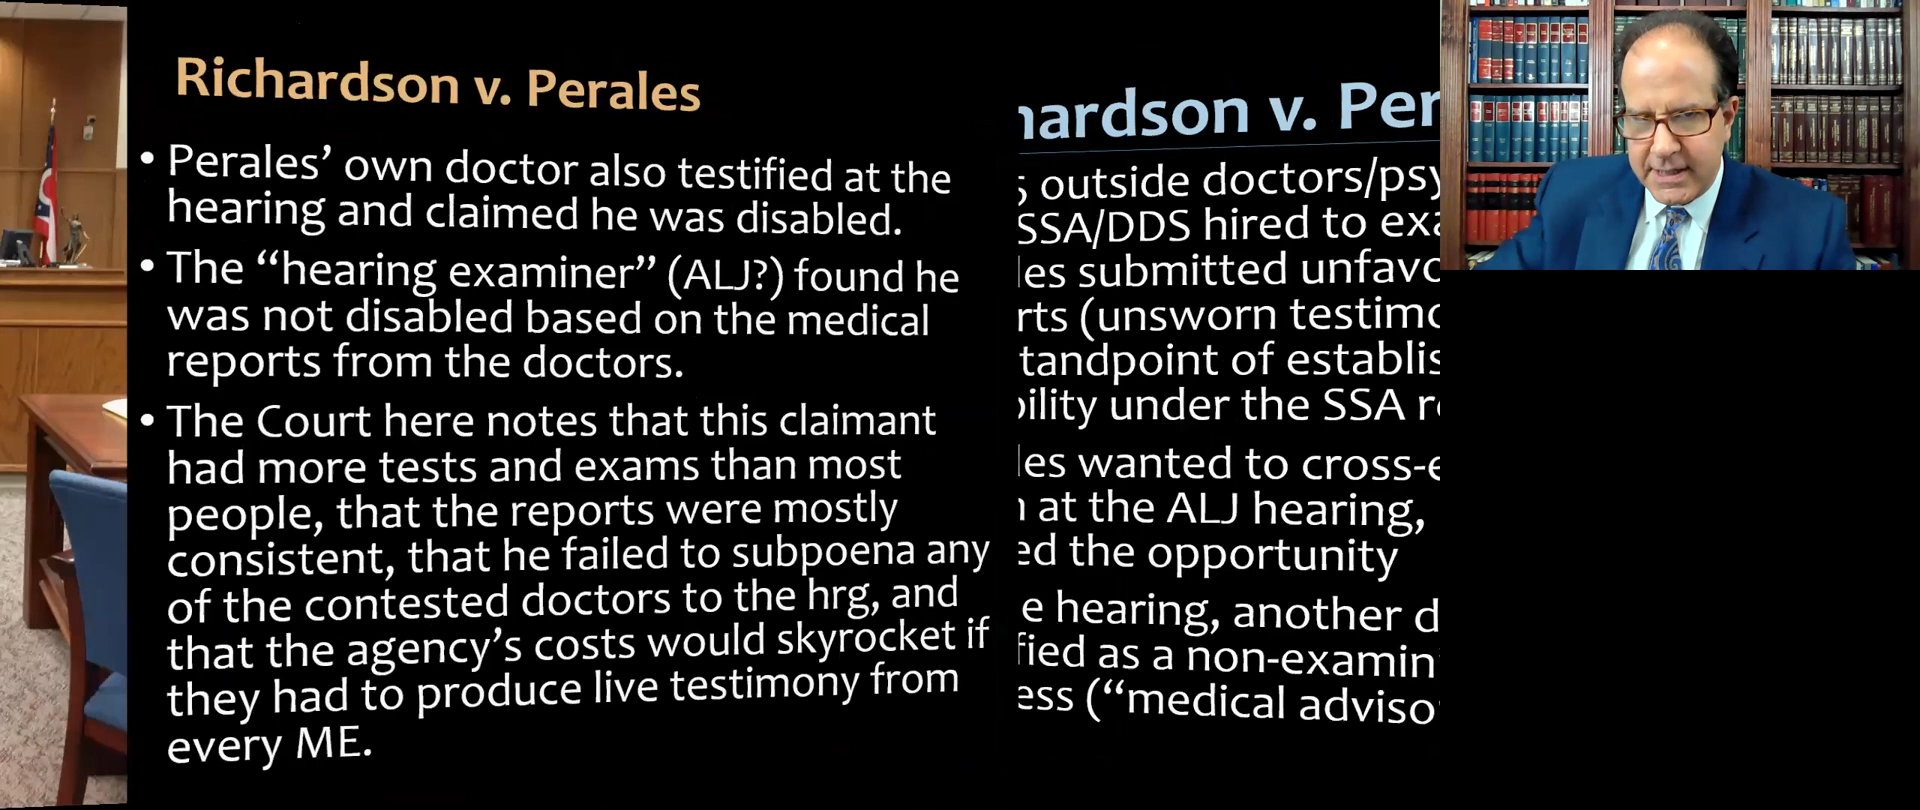 Richardson v. Perales
• Perales’ own doctor also testified at the
hearing and claimed he was disabled.
• The “hearing examiner” (ALJ?) found he
was not disabled based on the medical
reports from the doctors.
• The Court here notes that this claimant
had more tests and exams than most
people, that the reports were mostly
consistent, that he failed to subpoena any
of the contested doctors to the hrg, and
that the agency’s costs would skyrocket if
they had to produce live testimony from
every ME.
hardson v. Per
outside doctors/psy
SSA/DDS hired to exa
les submitted unfavo
rts (unsworn testimo
tandpoint of establis
ility under the SSA r
les wanted to cross-e
at the ALJ hearing,
ed the opportunity
e hearing, another d
fied as a non-examin
ess (“medical adviso